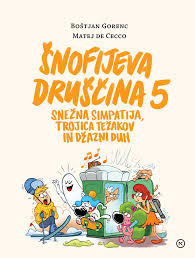 BOŠTJAN GORENC
MATEJ DE CECCO
ŠNOFIJEVA
DRUŠČINA 5
SNEŽNA SIMPATIJA,
TROJICA TEŽAKOV
IN DŽAZNI DUH